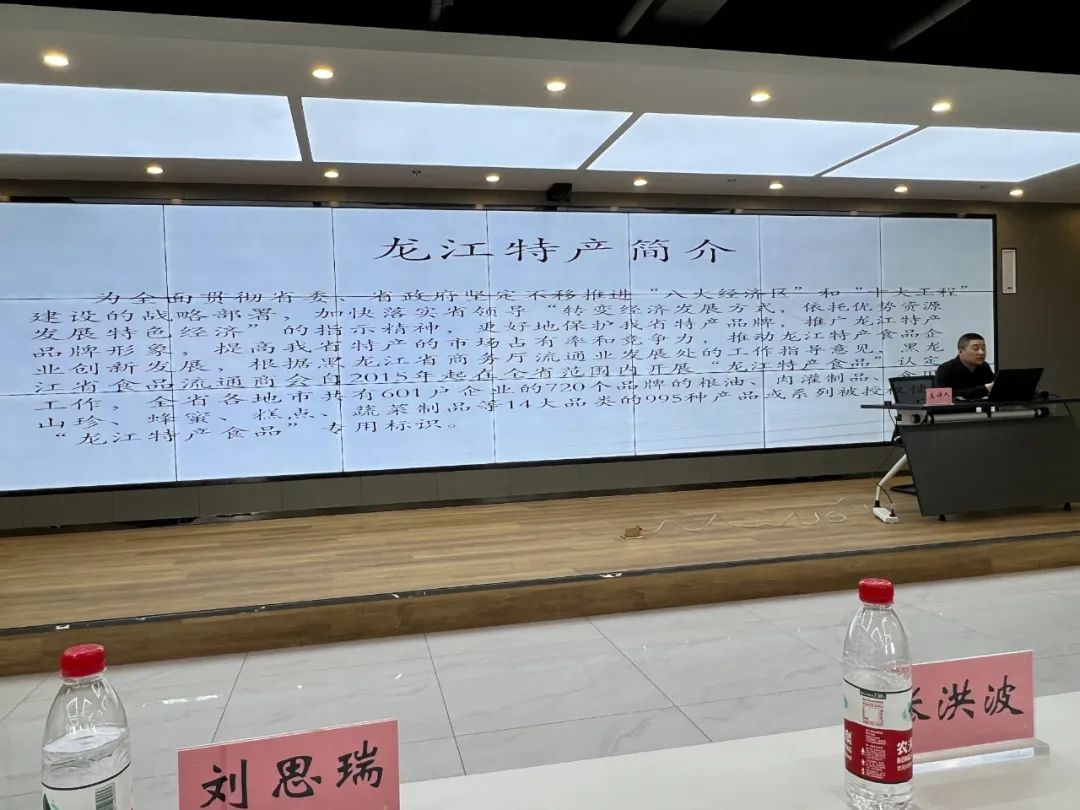 龙江特产简介
为全面贯彻省委、省政府坚定不移推进“八大经济区”和“十大工程”
建设的战略部署，加快落实省领导“转变经济发展方式，依托优势资源
发展特色经济”的指示精神，更好地保护我省特产品牌，推广龙江特产
品牌形象，提高我省特产的市场占有率和竞争力，推动龙江特产食品企
业创新发展，根据黑龙江省商务厅流通业发展处的工作指导意见，黑龙
江省食品流通商会自2015年起在全省范围内开展“龙江特产食品”认定
工作，全省各地市共有601户企业的720个品牌的粮油、肉灌制品、
山珍、蜂蜜、糕点、蔬菜制品等14大品类的995种产品或系列被授
“龙江特产食品”专用标识。
主讲人
刘思瑞
张洪波